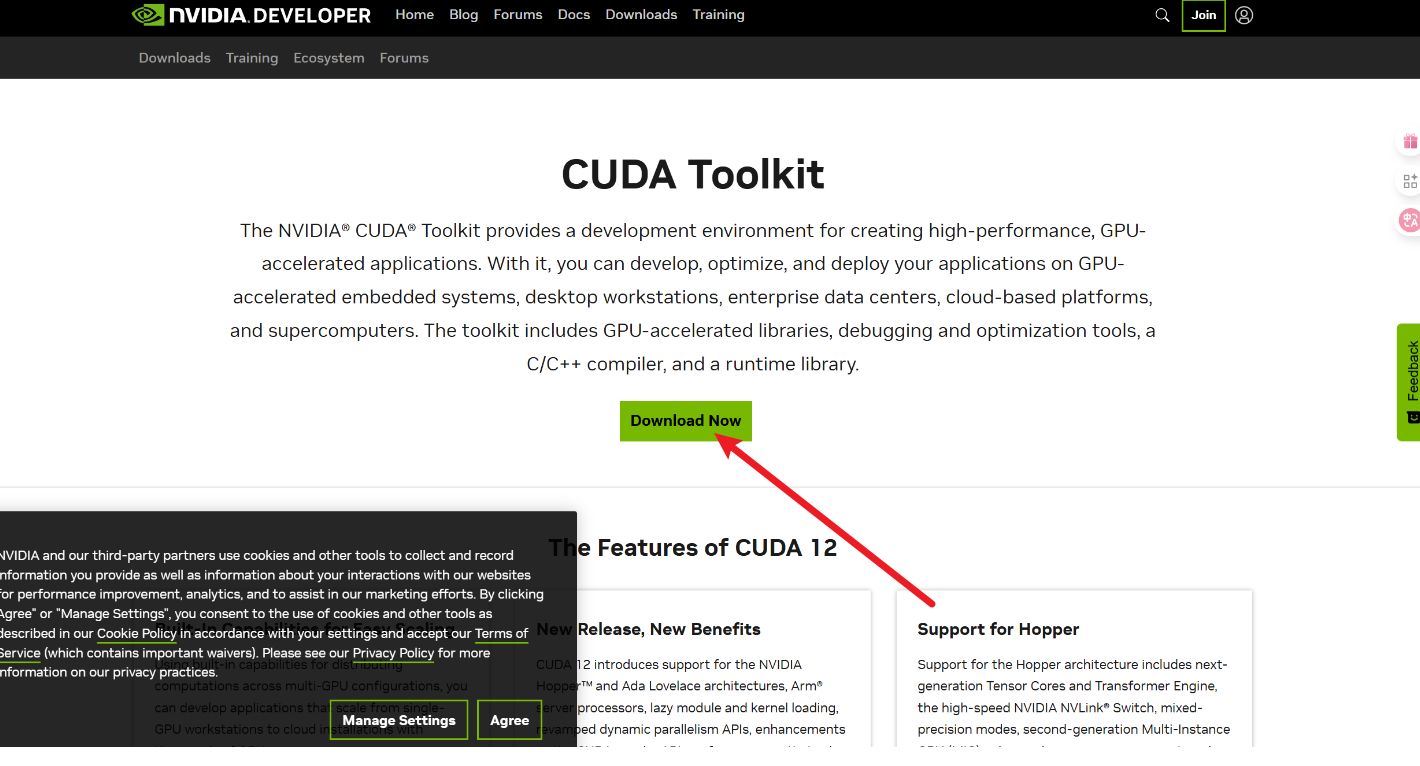 NVIDIA. DEVELOPER Home Blog Forums Docs Downloads Training Join
Downloads Training Ecosystem Forums
CUDA Toolkit
The NVIDIA® CUDA® Toolkit provides a development environment for creating high-performance, GPU-
accelerated applications. With it, you can develop, optimize, and deploy your applications on GPU-
accelerated embedded systems, desktop workstations, enterprise data centers, cloud-based platforms,
and supercomputers. The toolkit includes GPU-accelerated libraries, debugging and optimization tools, a
C/C++ compiler, and a runtime library.
Download Now
Feedback
The Features of CUDA 12
NVIDIA and our third-party partners use cookies and other tools to collect and record
information you provide as well as information about your interactions with our websites
for performance improvement, analytics, and to assist in our marketing efforts. By clicking
"Agree" or "Manage Settings", you consent to the use of cookies and other tools as
described in our Cookie Policy in accordance with your settings and accept our Terms of
Service (which contains important waivers). Please see our Privacy Policy for more
information on our privacy practices.
Manage Settings Agree
Built-In Capabilities for Easy Scaling
Using built-in capabilities for distributing
computations across multi-GPU configurations, you
can develop applications that scale from single-
GPU workstations to cloud installations with
New Release, New Benefits
CUDA 12 introduces support for the NVIDIA
Hopper™ and Ada Lovelace architectures, Arm®
server processors, lazy module and kernel loading,
revamped dynamic parallelism APIs, enhancements
Support for Hopper
Support for the Hopper architecture includes next-
generation Tensor Cores and Transformer Engine,
the high-speed NVIDIA NVLink® Switch, mixed-
precision modes, second-generation Multi-Instance